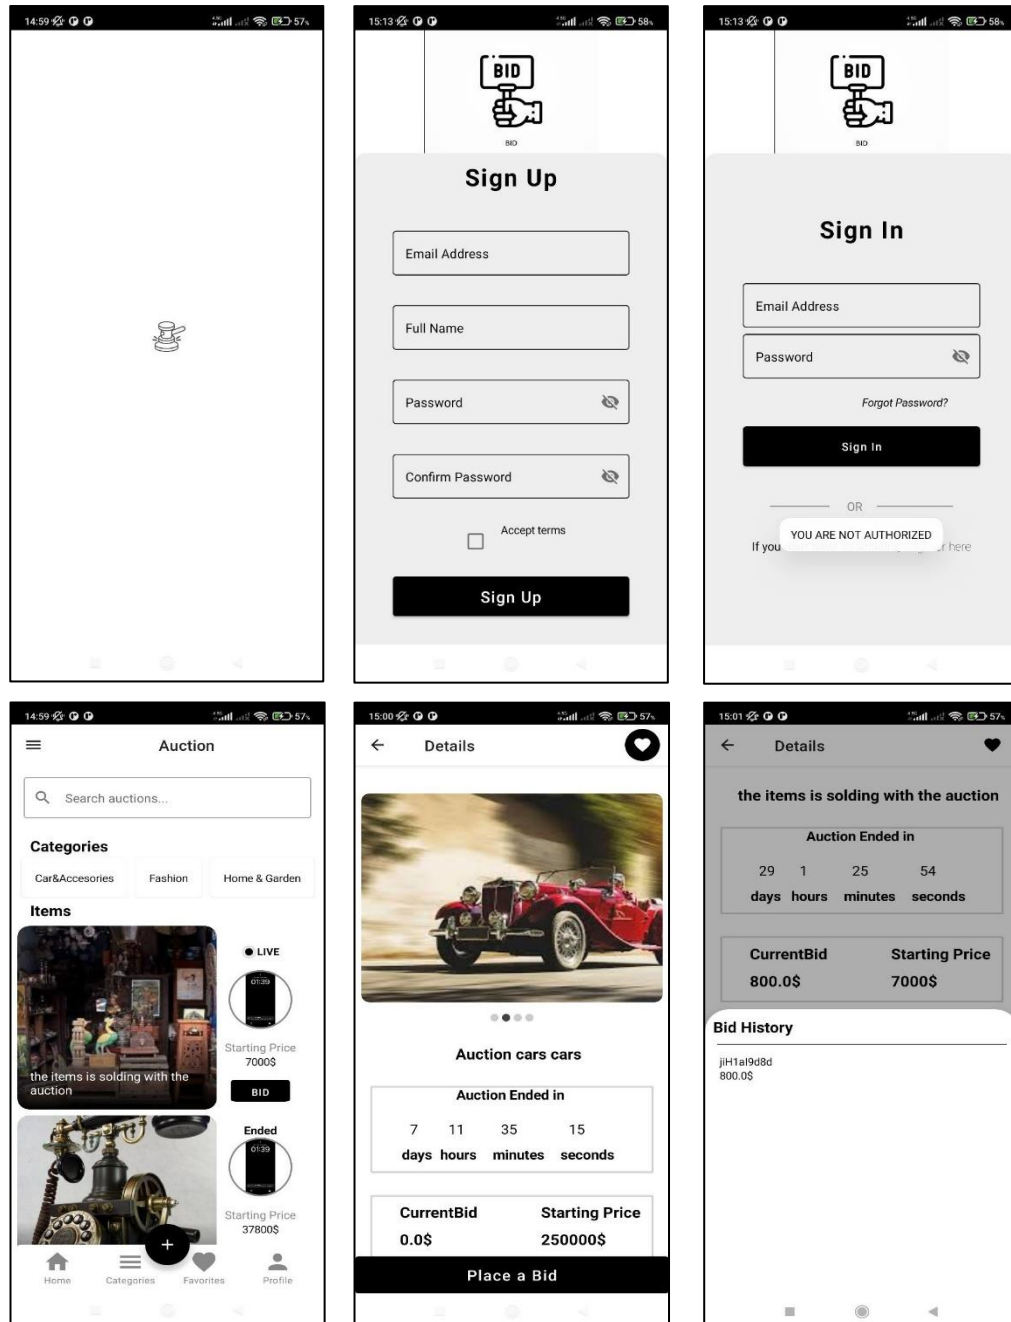 14:59
57%
15:13
58%
BID
BID
Sign Up
Email Address
Full Name
Password
Confirm Password
Accept terms
Sign Up
15:13
58%
BID
BID
Sign In
Email Address
Password
Forgot Password?
Sign In
OR
YOU ARE NOT AUTHORIZED
If you
here
14:59
57%
Auction
Search auctions...
Categories
Car&Accesories Fashion Home & Garden
Items
LIVE
01:39
Starting Price
7000$
BID
the items is solding with the
auction
Ended
01:39
Starting Price
37800$
+
Home Categories Favorites Profile
15:00
57%
Details
Auction cars cars
Auction Ended in
7 11 35 15
days hours minutes seconds
CurrentBid Starting Price
0.0$ 250000$
Place a Bid
15:01
57%
Details
the items is solding with the auction
Auction Ended in
29 1 25 54
days hours minutes seconds
CurrentBid Starting Price
800.0$ 7000$
Bid History
jiH1al9d8d
800.0$